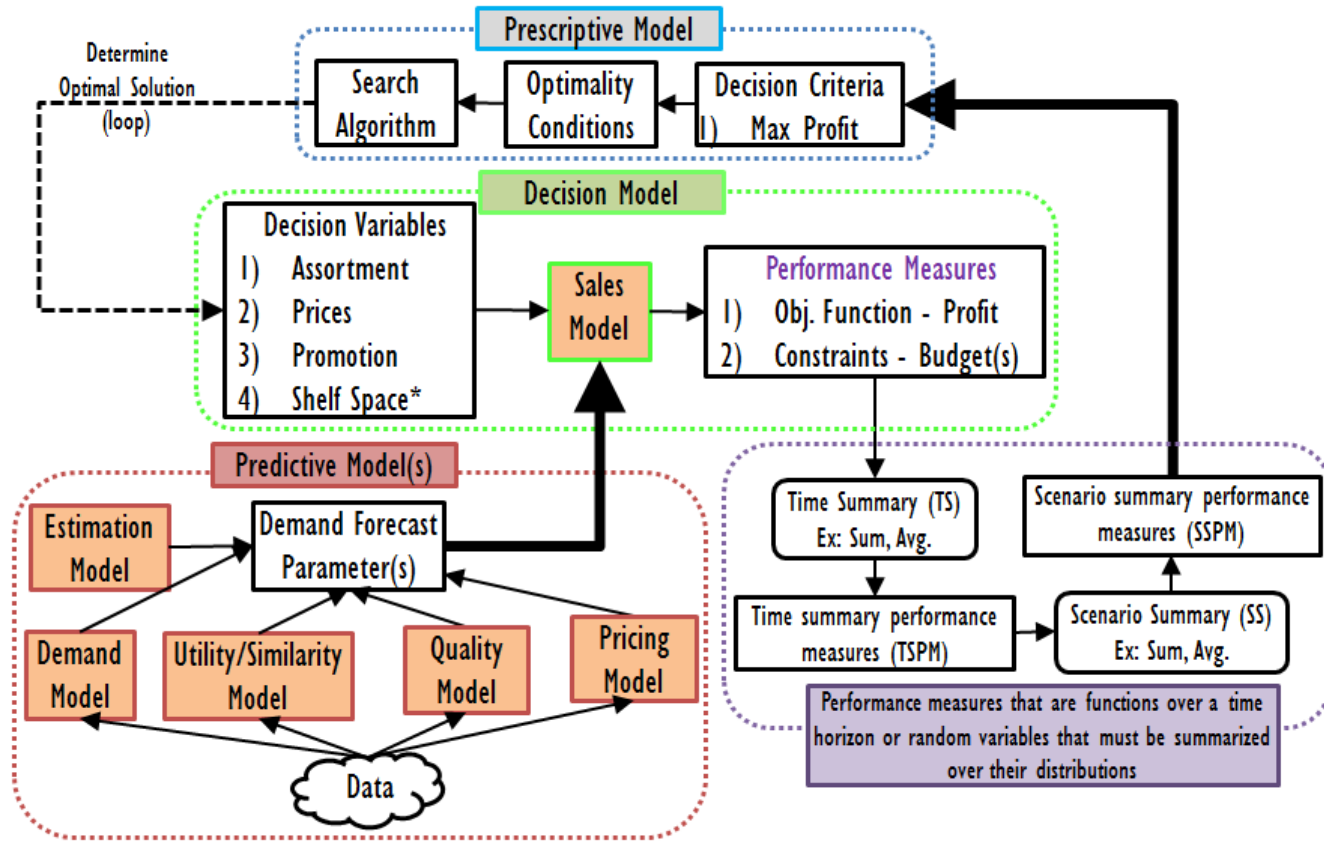 Prescriptive Model
Determine
Optimal Solution
(loop)
Search
Algorithm
Optimality
Conditions
Decision Criteria
1) Max Profit
Decision Model
Decision Variables
1) Assortment
2) Prices
3) Promotion
4) Shelf Space*
Sales
Model
Performance Measures
1) Obj. Function - Profit
2) Constraints - Budget(s)
Predictive Model(s)
Estimation
Model
Demand Forecast
Parameter(s)
Demand
Model
Utility/Similarity
Model
Quality
Model
Pricing
Model
Data
Time Summary (TS)
Ex: Sum, Avg.
Time summary performance
measures (TSPM)
Scenario Summary (SS)
Ex: Sum, Avg.
Scenario summary performance
measures (SSPM)
Performance measures that are functions over a time
horizon or random variables that must be summarized
over their distributions